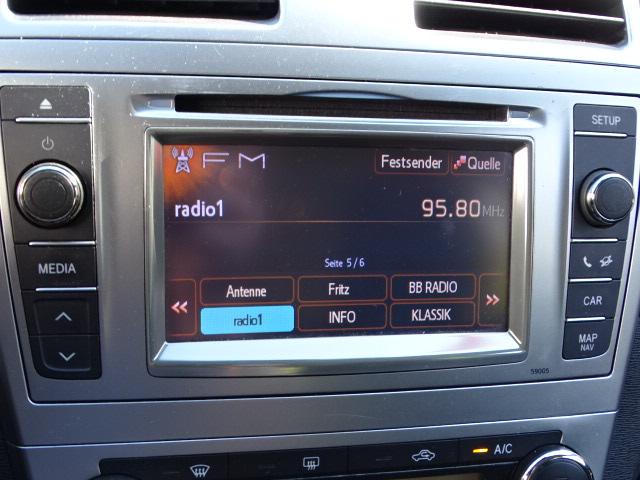 FM Festsender Quelle
SETUP
radio1 95.80 MHz
Seite 5 / 6
MEDIA
Antenne Fritz BB RADIO
radio1 INFO KLASSIK
CAR
MAP
NAV
59005
A/C